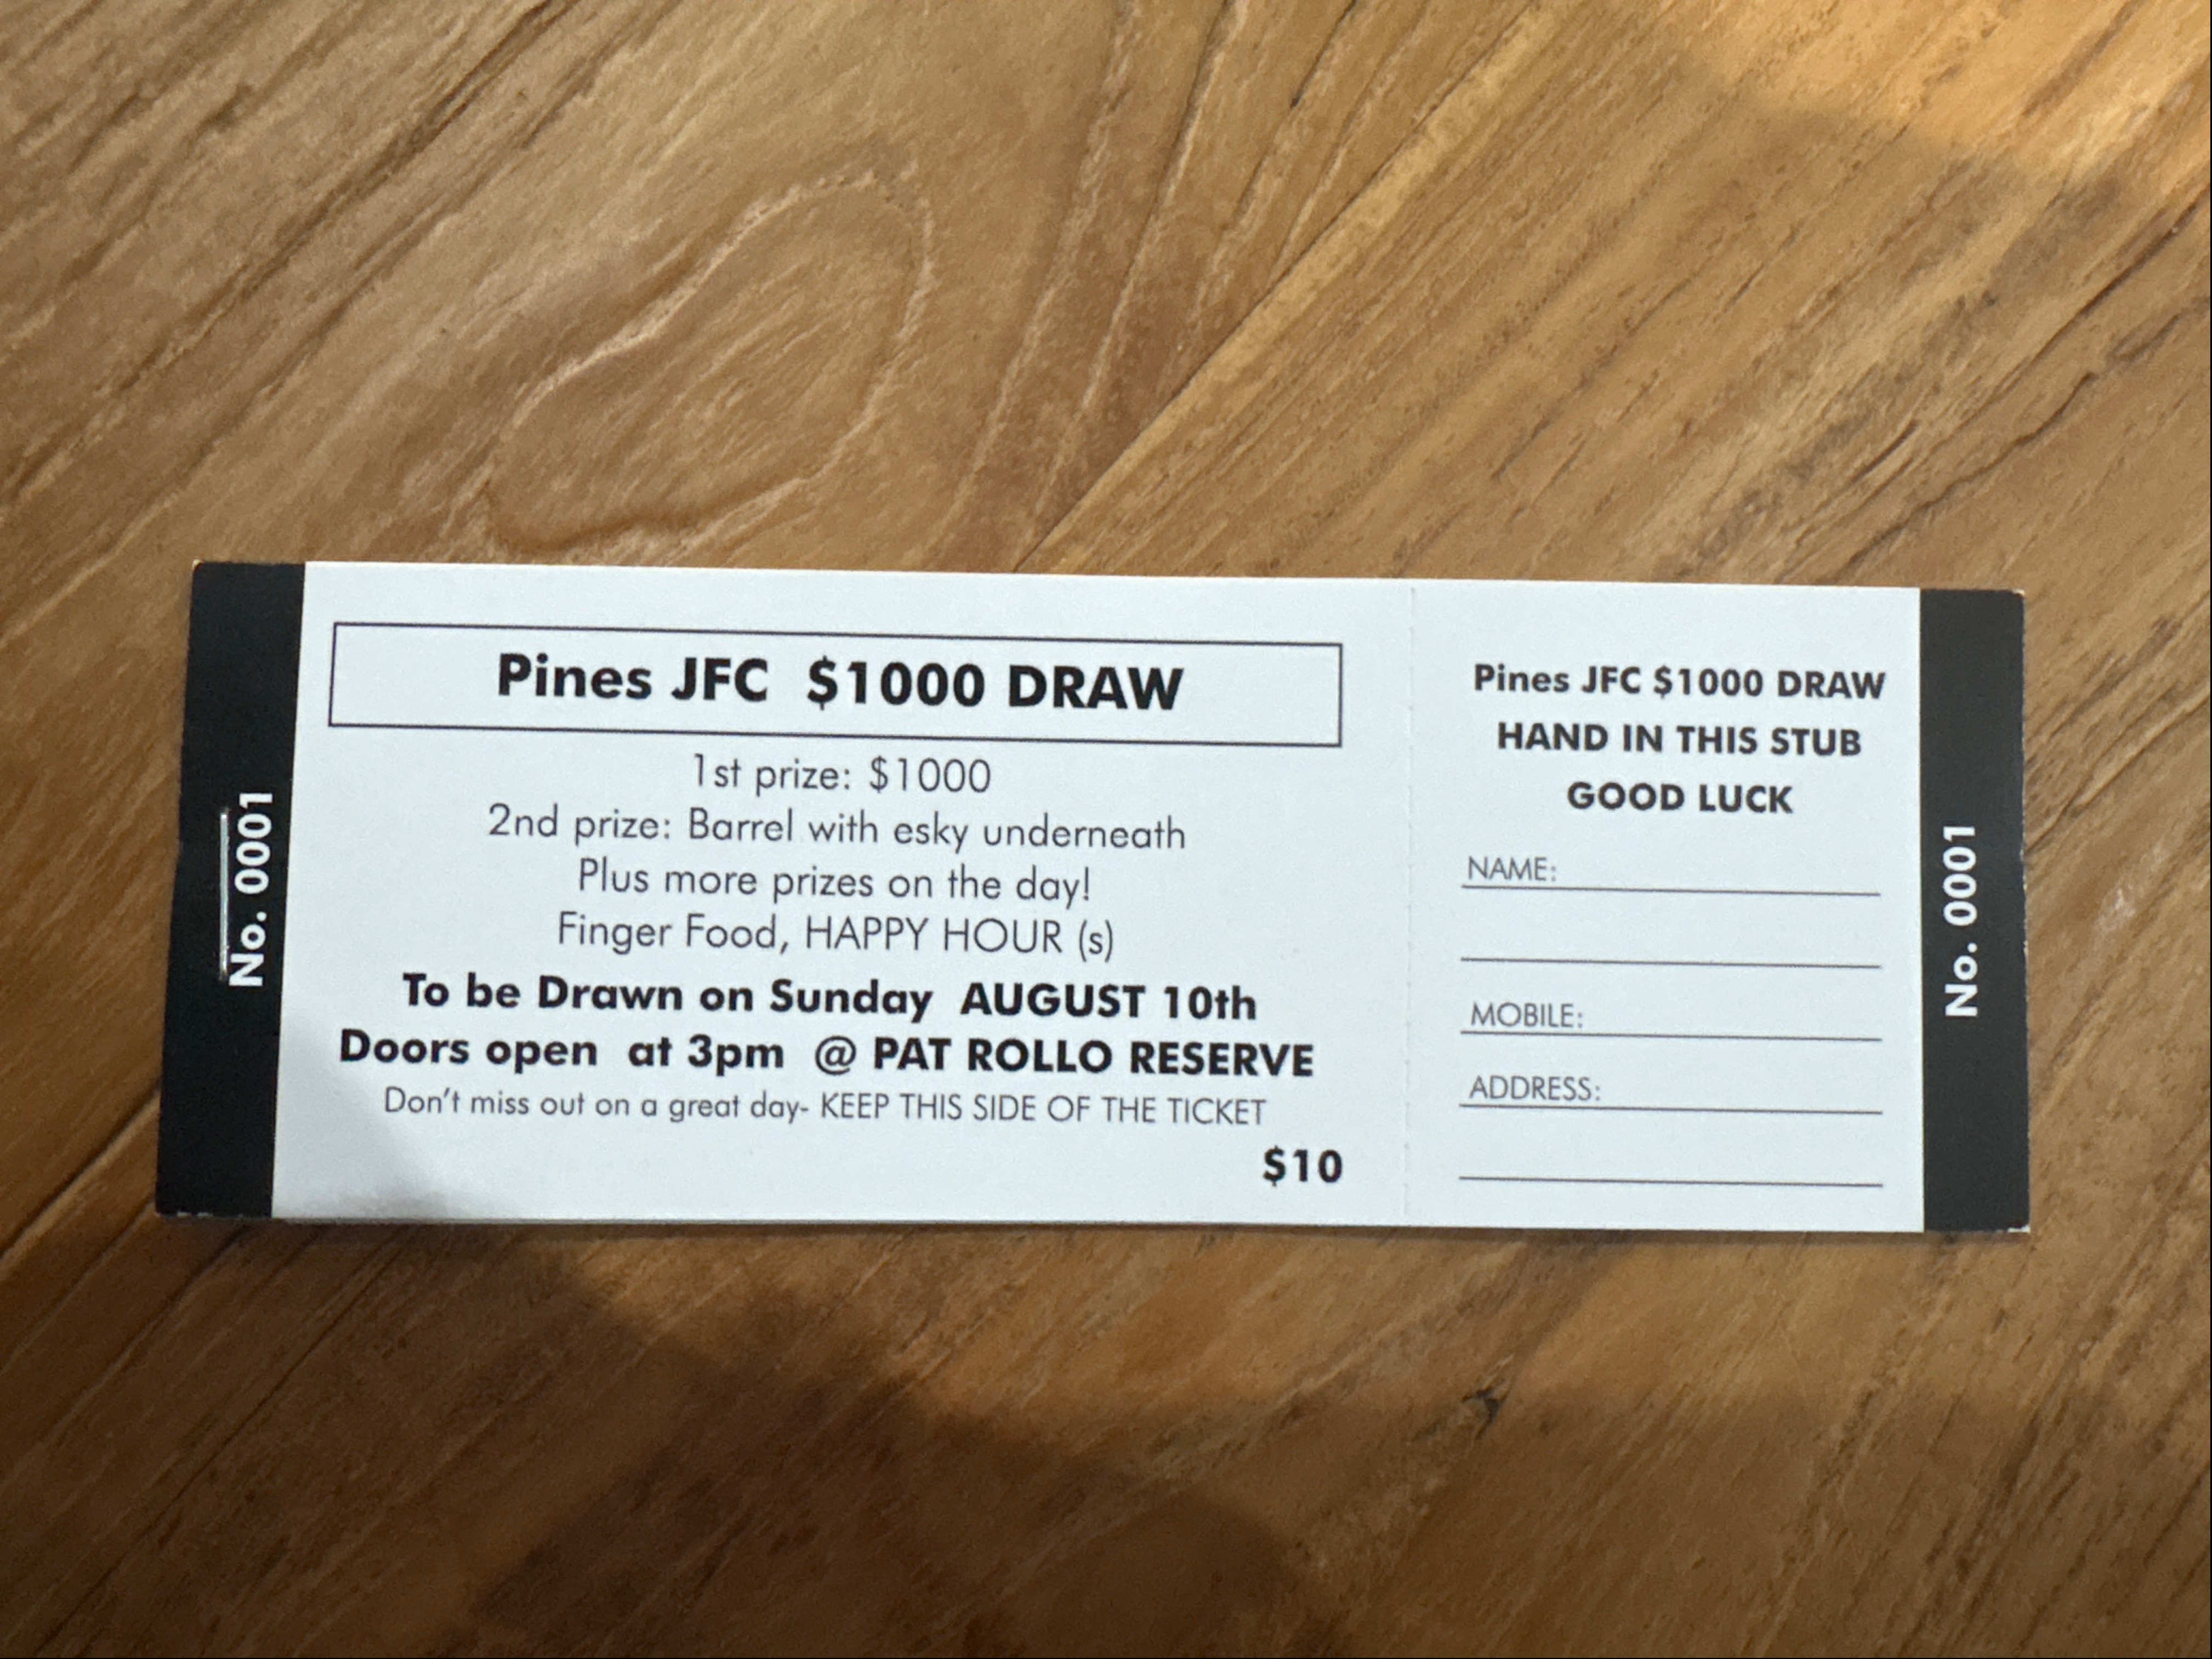 No. 0001
Pines JFC $1000 DRAW
1st prize: $1000
2nd prize: Barrel with esky underneath
Plus more prizes on the day!
Finger Food, HAPPY HOUR (s)
To be Drawn on Sunday AUGUST 10th
Doors open at 3pm @ PAT ROLLO RESERVE
Don't miss out on a great day- KEEP THIS SIDE OF THE TICKET
$10
Pines JFC $1000 DRAW
HAND IN THIS STUB
GOOD LUCK
NAME:
MOBILE:
ADDRESS:
No. 0001